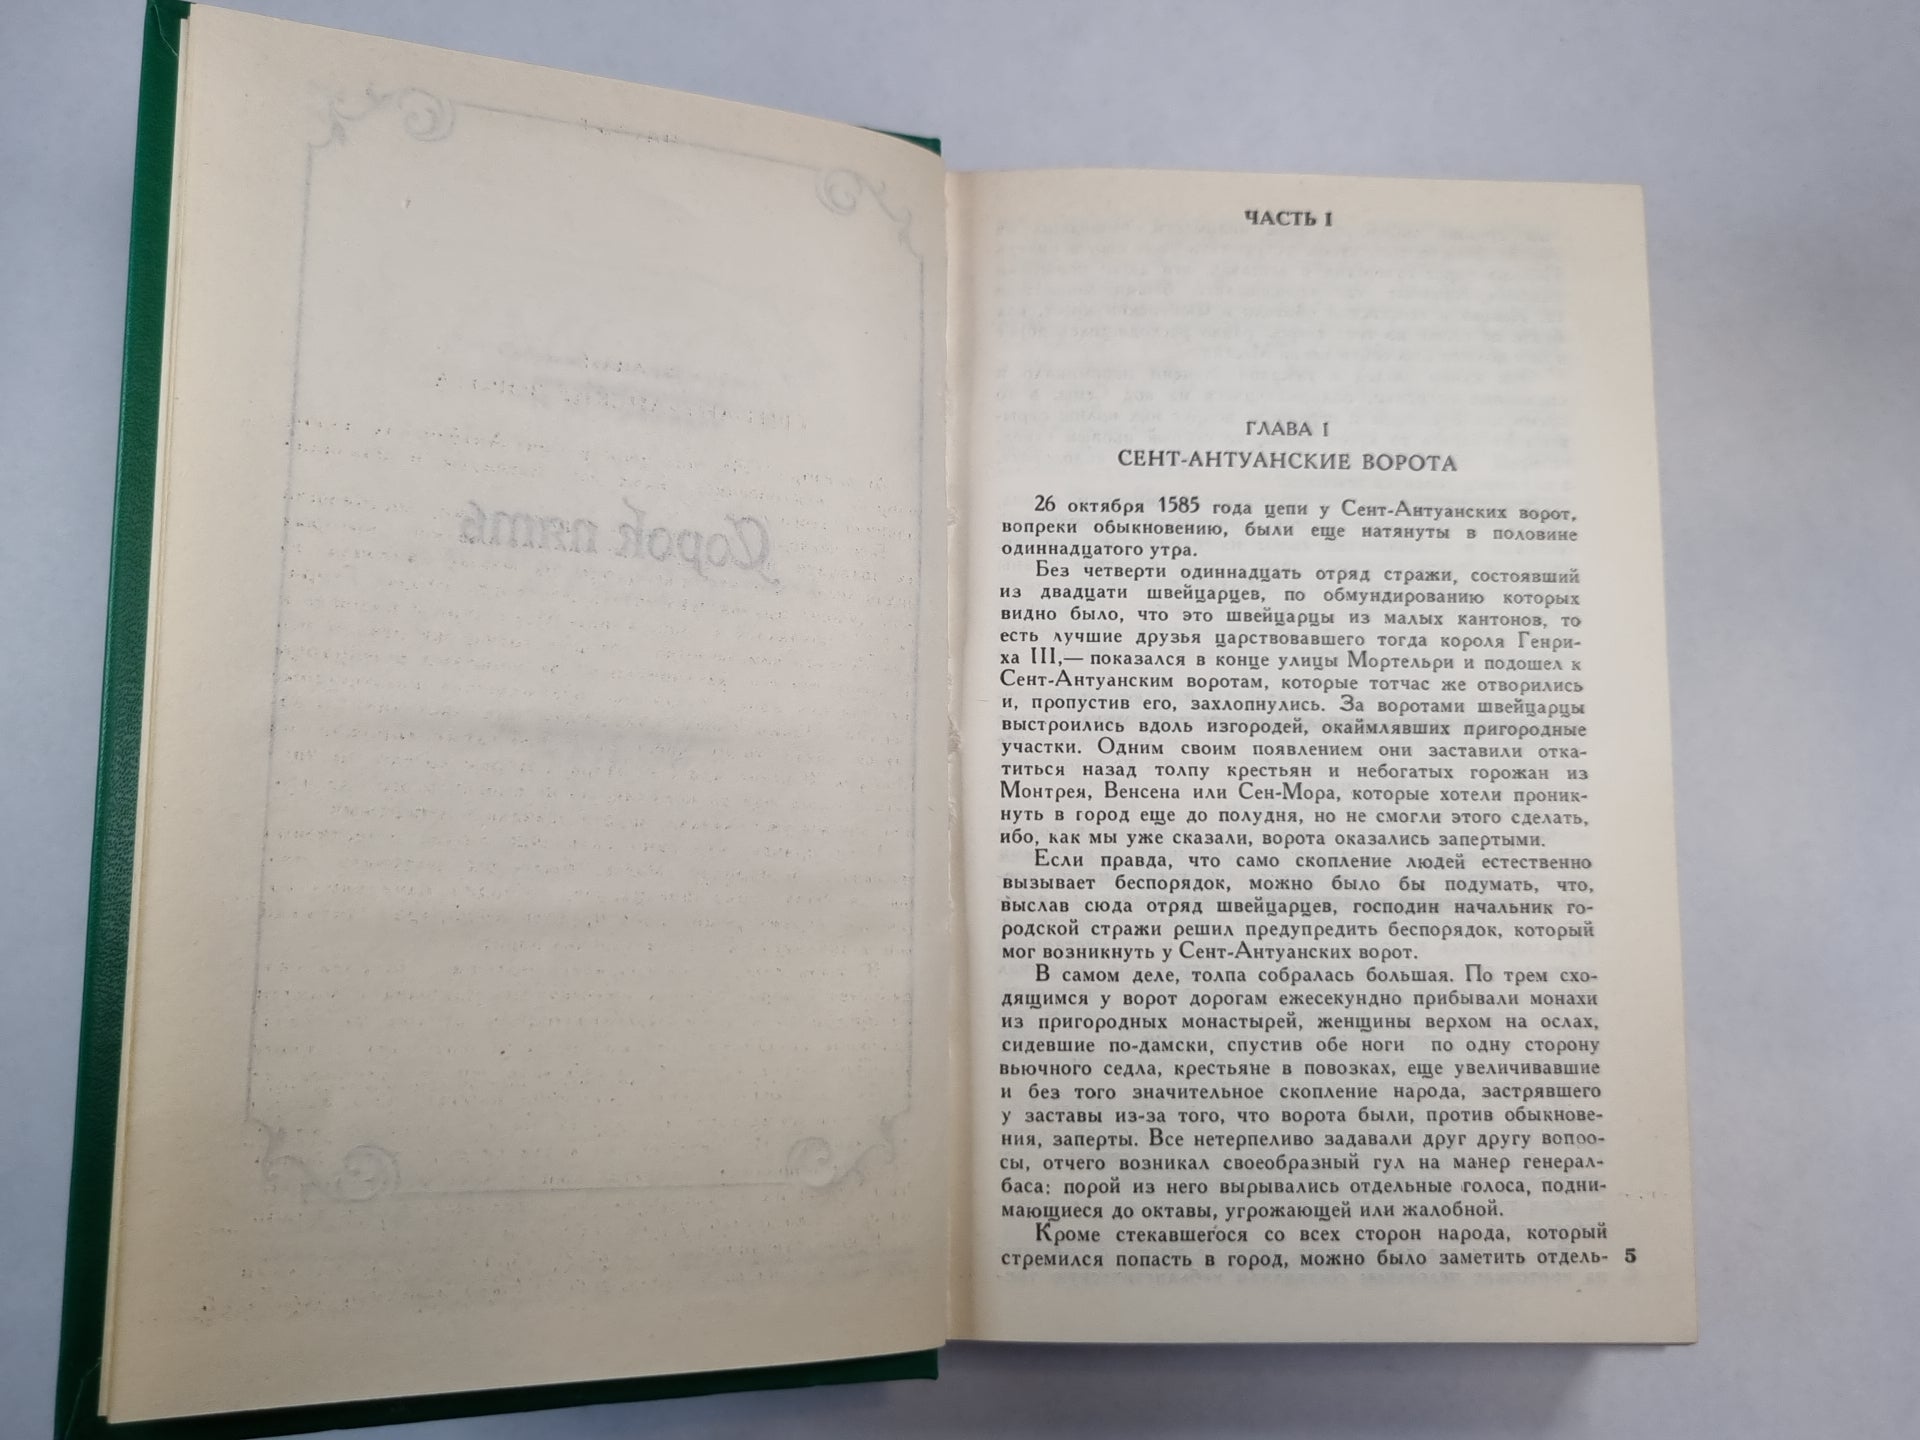 Сорок пять
ЧАСТЬ I
ГЛАВА I
СЕНТ-АНТУАНСКИЕ ВОРОТА
26 октября 1585 года цепи у Сент-Антуанских ворот,
вопреки обыкновению, были еще натянуты в половине
одиннадцатого утра.
Без четверти одиннадцать отряд стражи, состоявший
из двадцати швейцарцев, по обмундированию которых
видно было, что это швейцарцы из малых кантонов, то
есть лучшие друзья царствовавшего тогда короля Генри-
ха III,— показался в конце улицы Мортельри и подошел к
Сент-Антуанским воротам, которые тотчас же отворились
и, пропустив его, захлопнулись. За воротами швейцарцы
выстроились вдоль изгородей, окаймлявших пригородные
участки. Одним своим появлением они заставили отка-
титься назад толпу крестьян и небогатых горожан из
Монтрея, Венсена или Сен-Мора, которые хотели проник-
нуть в город еще до полудня, но не смогли этого сделать,
ибо, как мы уже сказали, ворота оказались запертыми.
Если правда, что само скопление людей естественно
вызывает беспорядок, можно было бы подумать, что,
выслав сюда отряд швейцарцев, господин начальник го-
родской стражи решил предупредить беспорядок, который
мог возникнуть у Сент-Антуанских ворот.
В самом деле, толпа собралась большая. По трем схо-
дящимся у ворот дорогам ежесекундно прибывали монахи
из пригородных монастырей, женщины верхом на ослах,
сидевшие по-дамски, спустив обе ноги по одну сторону
вьючного седла, крестьяне в повозках, еще увеличивавшие
и без того значительное скопление народа, застрявшего
у заставы из-за того, что ворота были, против обыкнове-
ния, заперты. Все нетерпеливо задавали друг другу вопро-
сы, отчего возникал своеобразный гул на манер генерал-
баса; порой из него вырывались отдельные голоса, подни-
мающиеся до октавы, угрожающей или жалобной.
Кроме стекавшегося со всех сторон народа, который
стремился попасть в город, можно было заметить отдель- 5